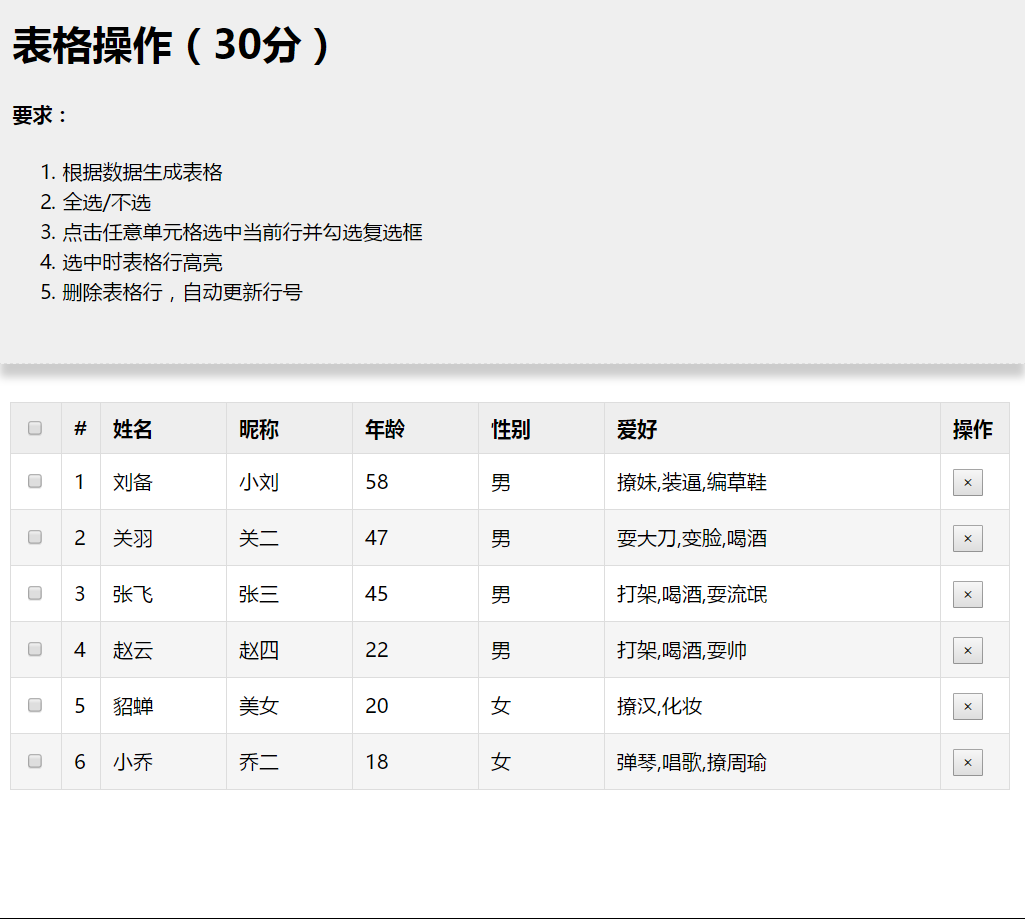 表格操作（30分）
要求：
1. 根据数据生成表格
2. 全选/不选
3. 点击任意单元格选中当前行并勾选复选框
4. 选中时表格行高亮
5. 删除表格行，自动更新行号
# 姓名 昵称 年龄 性别 爱好 操作
1 刘备 小刘 58 男 撩妹,装逼,编草鞋 ×
2 关羽 关二 47 男 耍大刀,变脸,喝酒 ×
3 张飞 张三 45 男 打架,喝酒,耍流氓 ×
4 赵云 赵四 22 男 打架,喝酒,耍帅 ×
5 貂蝉 美女 20 女 撩汉,化妆 ×
6 小乔 乔二 18 女 弹琴,唱歌,撩周瑜 ×